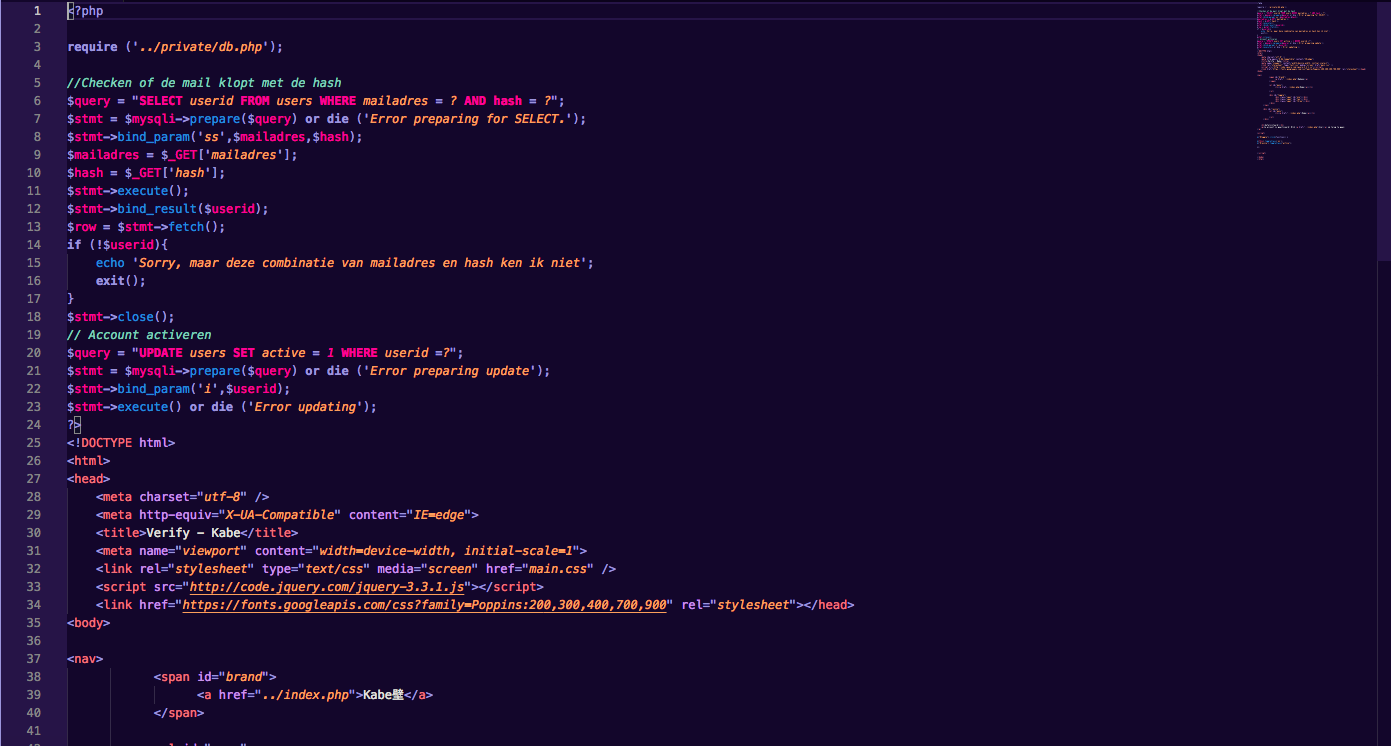 1 <?php
2
3 require ('../private/db.php');
4
5 //Checken of de mail klopt met de hash
6 $query = "SELECT userid FROM users WHERE mailadres = ? AND hash = ?";
7 $stmt = $mysqli->prepare($query) or die ('Error preparing for SELECT.');
8 $stmt->bind_param('ss',$mailadres,$hash);
9 $mailadres = $_GET['mailadres'];
10 $hash = $_GET['hash'];
11 $stmt->execute();
12 $stmt->bind_result($userid);
13 $row = $stmt->fetch();
14 if (!$userid){
15 echo 'Sorry, maar deze combinatie van mailadres en hash ken ik niet';
16 exit();
17 }
18 $stmt->close();
19 // Account activeren
20 $query = "UPDATE users SET active = 1 WHERE userid =?";
21 $stmt = $mysqli->prepare($query) or die ('Error preparing update');
22 $stmt->bind_param('i',$userid);
23 $stmt->execute() or die ('Error updating');
24 ?>
25 <!DOCTYPE html>
26 <html>
27 <head>
28 <meta charset="utf-8" />
29 <meta http-equiv="X-UA-Compatible" content="IE=edge">
30 <title>Verify - Kabe</title>
31 <meta name="viewport" content="width=device-width, initial-scale=1">
32 <link rel="stylesheet" type="text/css" media="screen" href="main.css" />
33 <script src="http://code.jquery.com/jquery-3.3.1.js"></script>
34 <link href="https://fonts.googleapis.com/css?family=Poppins:200,300,400,700,900" rel="stylesheet"></head>
35 <body>
36
37 <nav>
38 <span id="brand">
39 <a href="../index.php">Kabe壁</a>
40 </span>
41